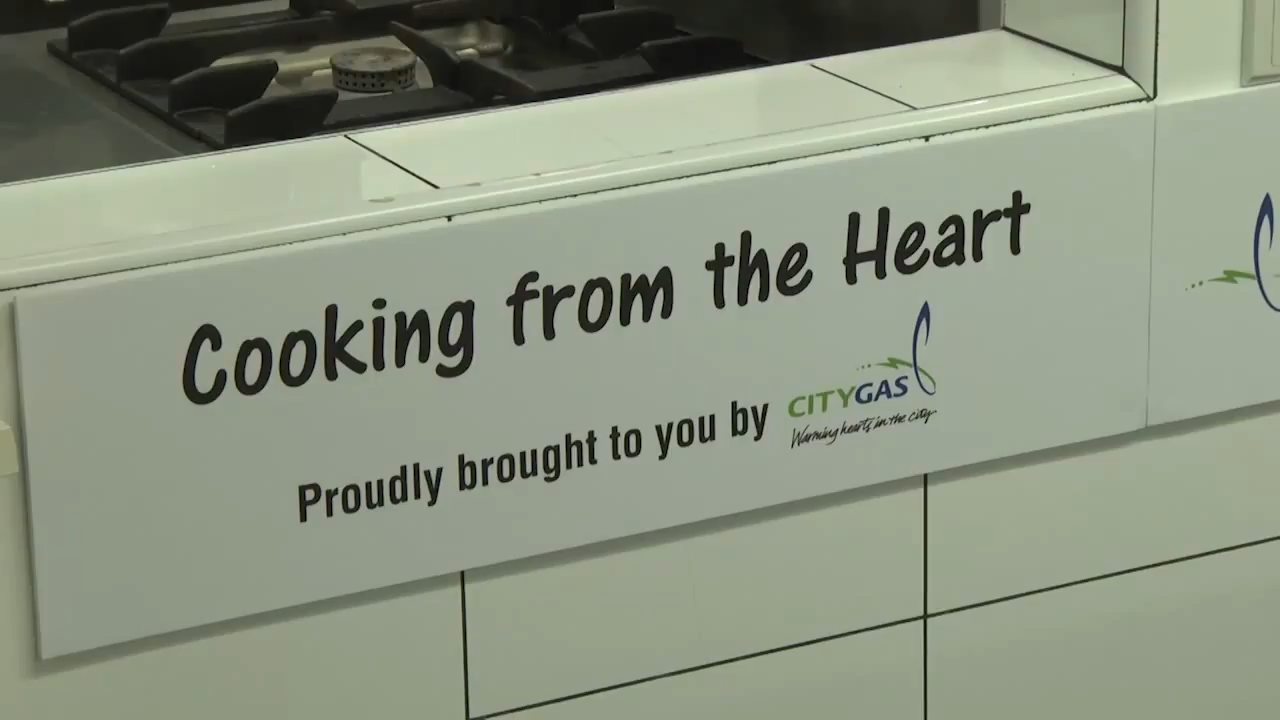 Cooking from the Heart
Proudly brought to you by CITYGAS
Warming hearts in the city